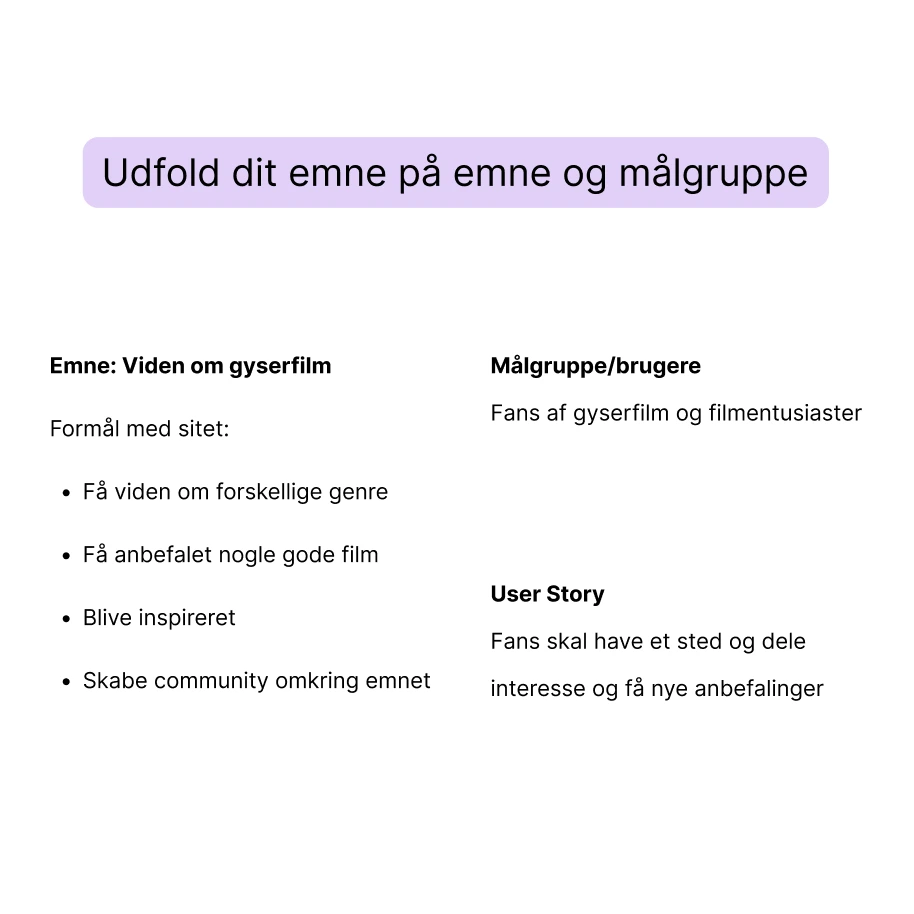 Udfold dit emne på emne og målgruppe
Emne: Viden om gyserfilm
Formål med sitet:
• Få viden om forskellige genre
• Få anbefalet nogle gode film
• Blive inspireret
• Skabe community omkring emnet
Målgruppe/brugere
Fans af gyserfilm og filmentusiaster
User Story
Fans skal have et sted og dele
interesse og få nye anbefalinger